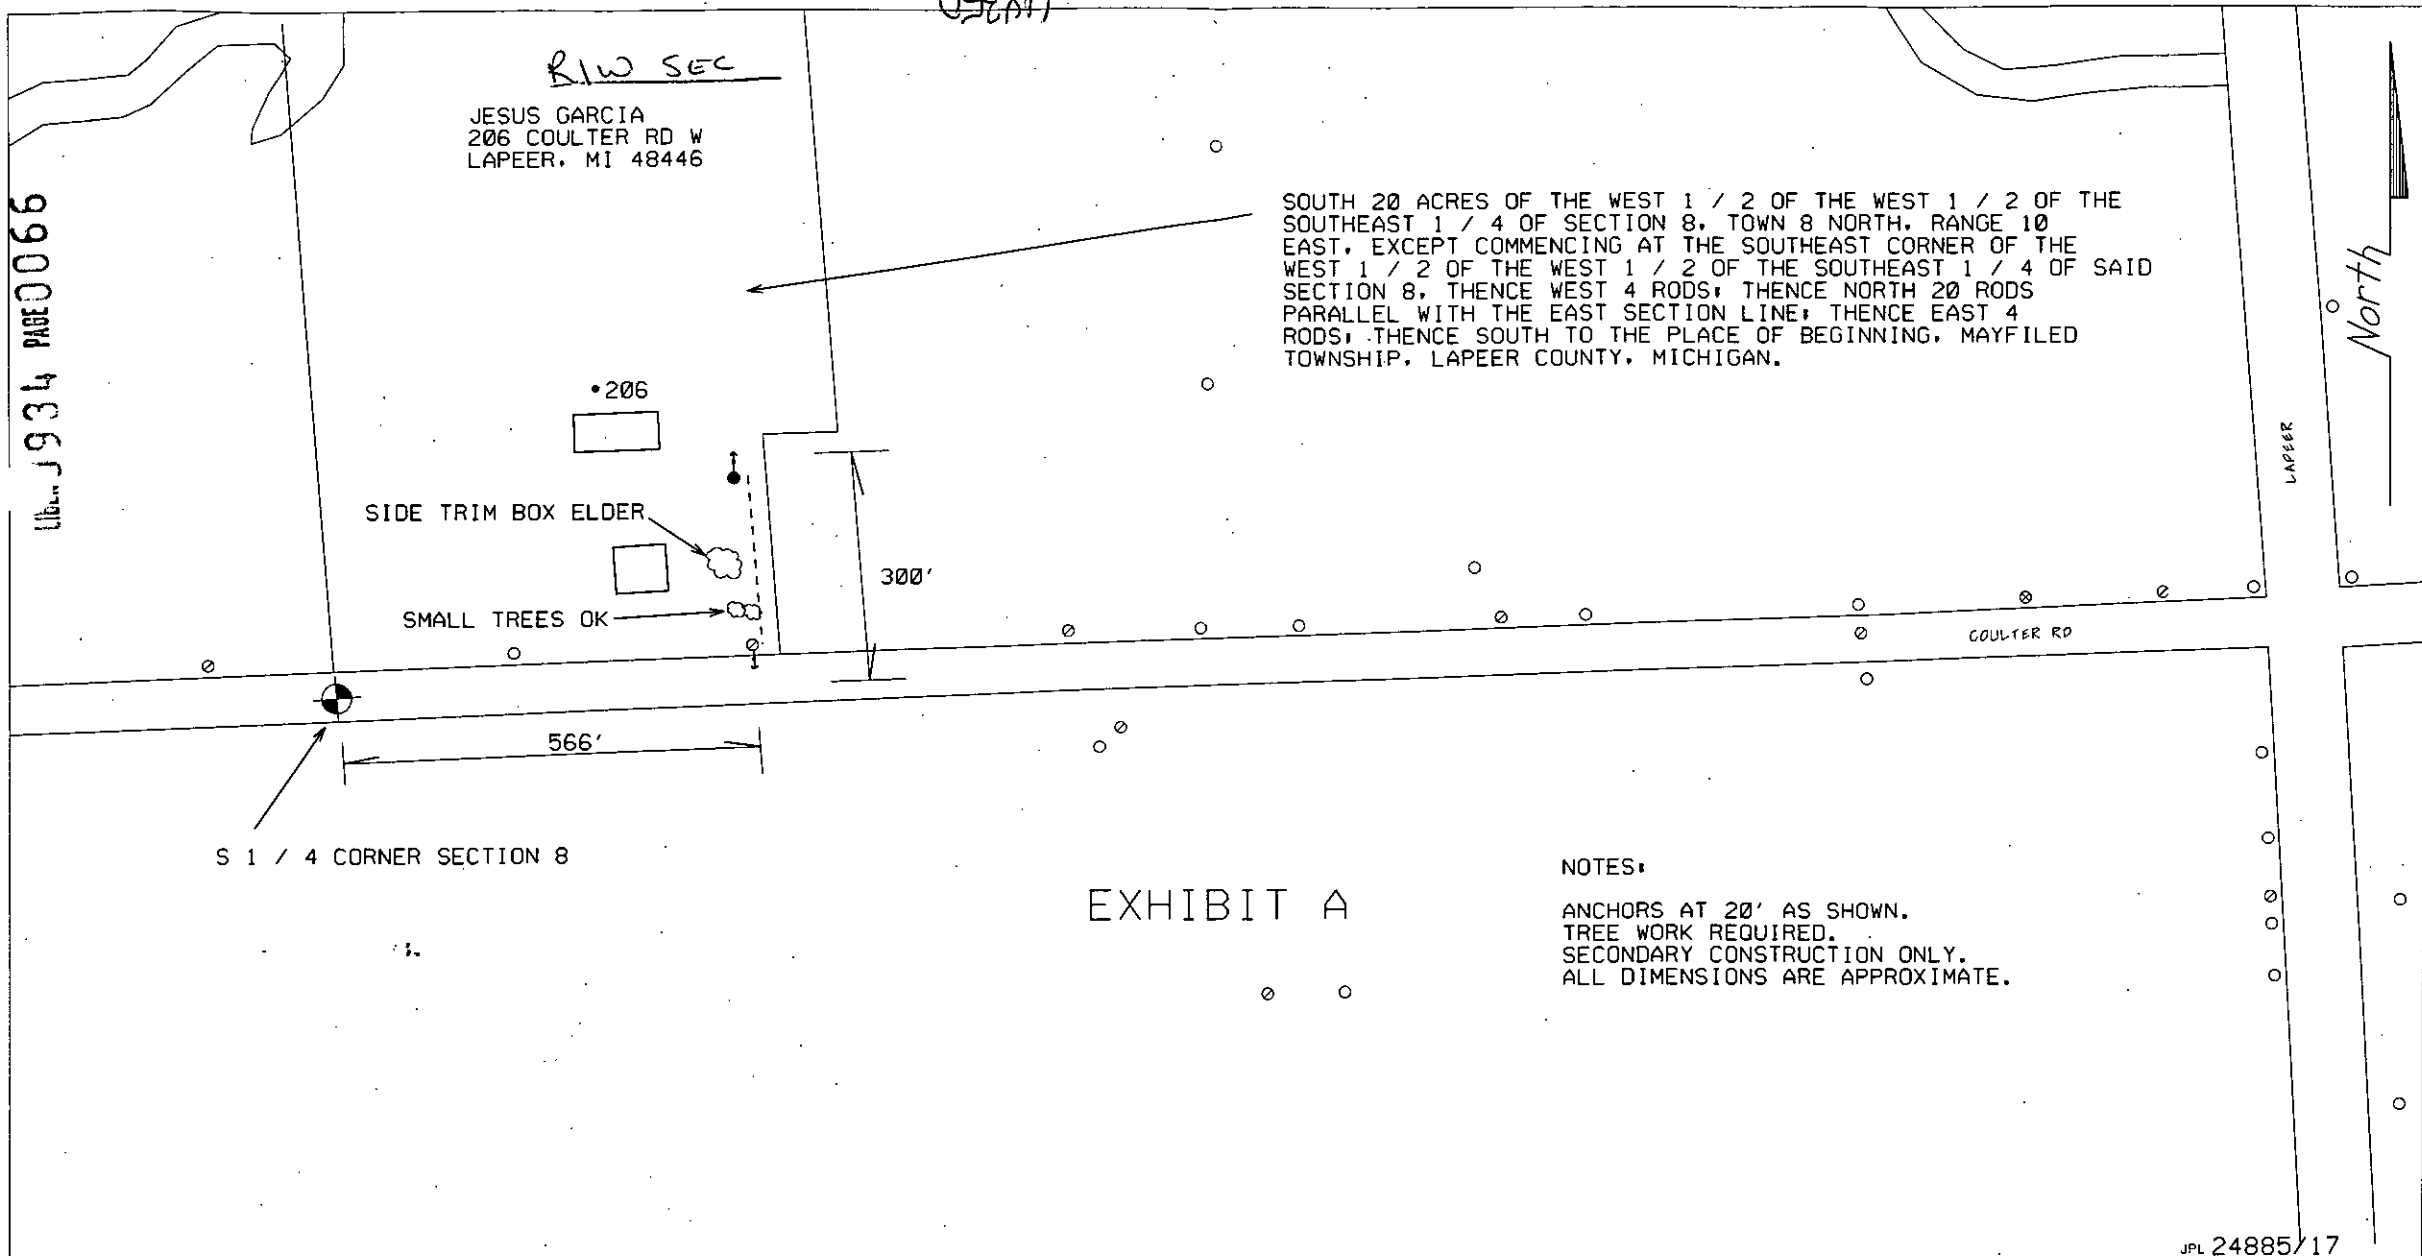 R/W SEC
JESUS GARCIA
206 COULTER RD W
LAPEER, MI 48446
SOUTH 20 ACRES OF THE WEST 1 / 2 OF THE WEST 1 / 2 OF THE
SOUTHEAST 1 / 4 OF SECTION 8, TOWN 8 NORTH, RANGE 10
EAST, EXCEPT COMMENCING AT THE SOUTHEAST CORNER OF THE
WEST 1 / 2 OF THE WEST 1 / 2 OF THE SOUTHEAST 1 / 4 OF SAID
SECTION 8, THENCE WEST 4 RODS; THENCE NORTH 20 RODS
PARALLEL WITH THE EAST SECTION LINE; THENCE EAST 4
RODS; THENCE SOUTH TO THE PLACE OF BEGINNING, MAYFILED
TOWNSHIP, LAPEER COUNTY, MICHIGAN.
North
0934 PAGE 0066
206
LAPEER
SIDE TRIM BOX ELDER
300'
SMALL TREES OK
COULTER RD
566'
S 1 / 4 CORNER SECTION 8
EXHIBIT A
NOTES:
ANCHORS AT 20' AS SHOWN.
TREE WORK REQUIRED.
SECONDARY CONSTRUCTION ONLY.
ALL DIMENSIONS ARE APPROXIMATE.
JPL 24885/17